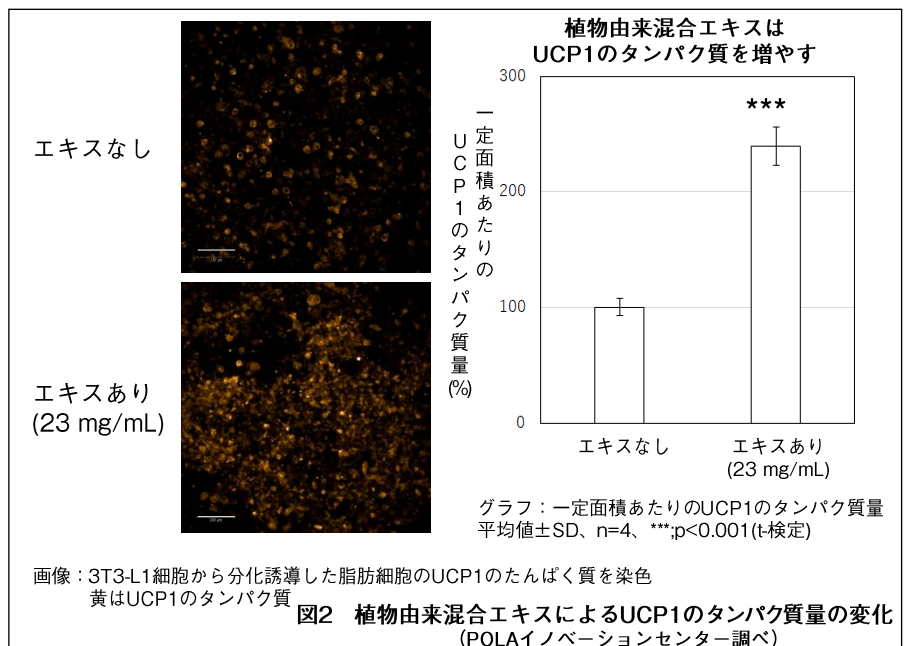 エキスなし
エキスあり
(23 mg/mL)
植物由来混合エキスは
UCP1のタンパク質を増やす
一定面積あたりの
UCP1のタンパク質量(%)
300
200
100
0
***
エキスなし
エキスあり
(23 mg/mL)
グラフ：一定面積あたりのUCP1のタンパク質量
平均値±SD、n=4、***;p<0.001(t-検定)
画像：3T3-L1細胞から分化誘導した脂肪細胞のUCP1のたんぱく質を染色
黄はUCP1のタンパク質
図2　植物由来混合エキスによるUCP1のタンパク質量の変化
（POLAイノベーションセンター調べ）